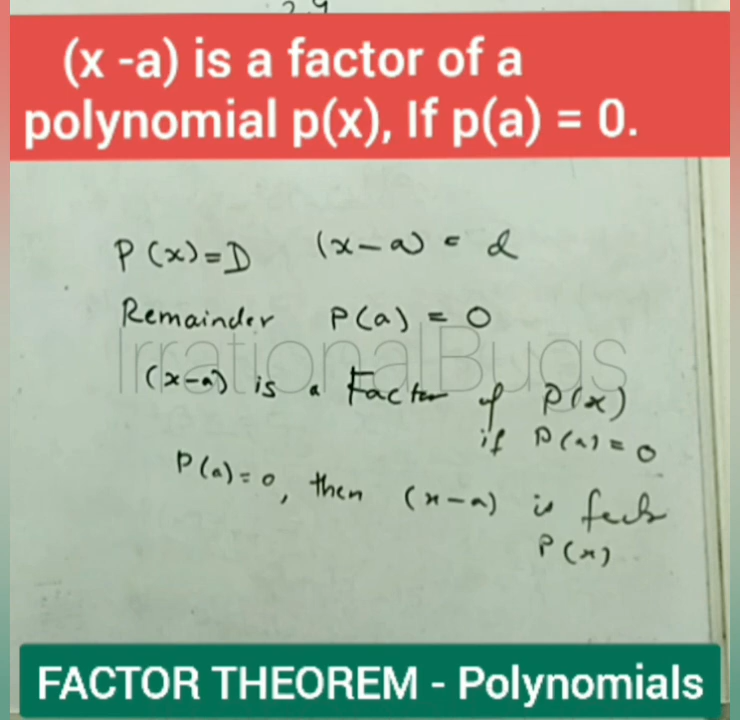 (x -a) is a factor of a
polynomial p(x), If p(a) = 0.
P(x)=D (x-a) = d
Remainder P(a) = 0
IrrationalBugs
(x-a) is a Factor of P(x)
if P(a) = 0
P(a)=0, then (x-a) is
P(x)
FACTOR THEOREM - Polynomials